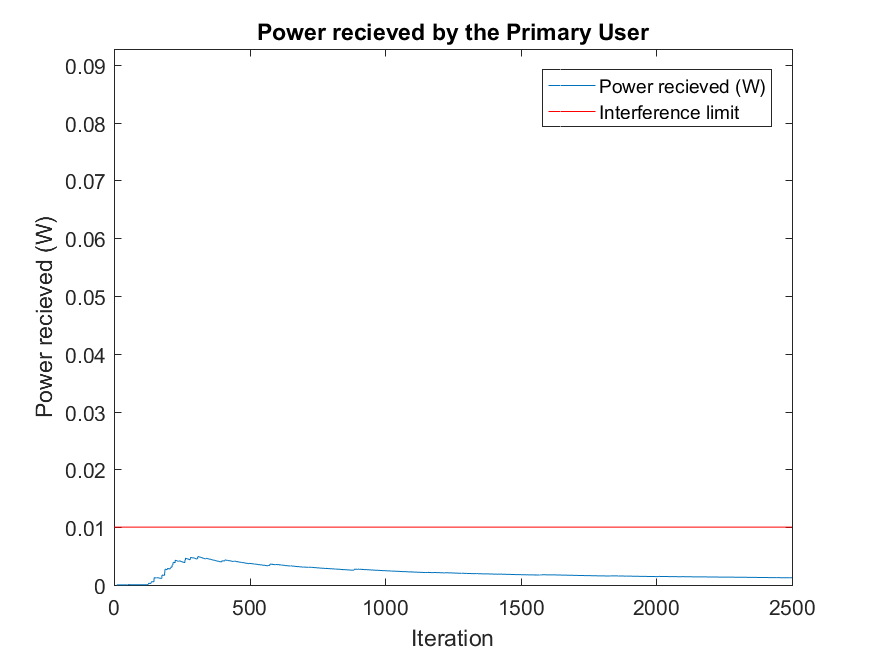 Power recieved by the Primary User
Power recieved (W)
Interference limit
Power recieved (W)
0.09
0.08
0.07
0.06
0.05
0.04
0.03
0.02
0.01
0
0 500 1000 1500 2000 2500
Iteration